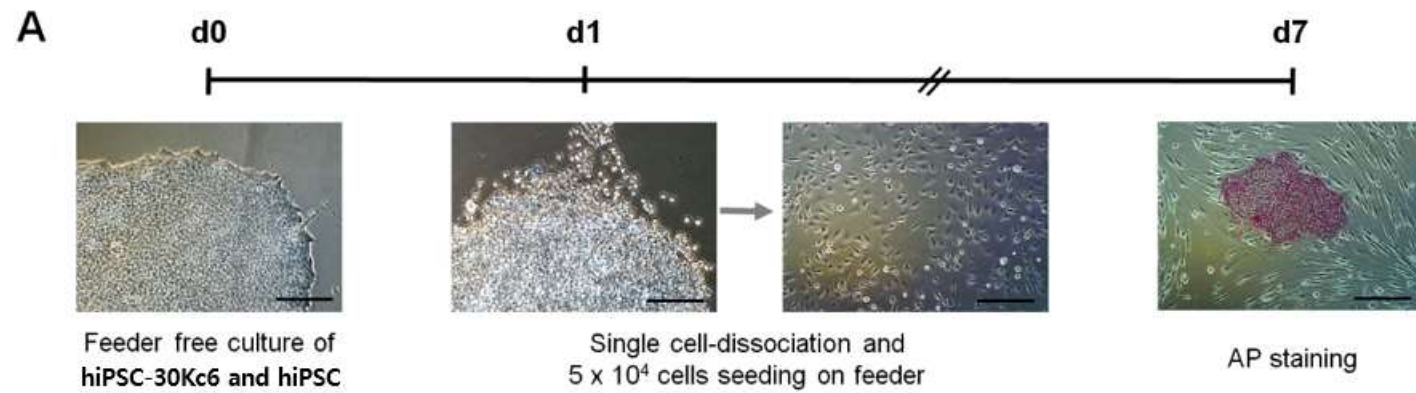 A
d0 d1 d7
Feeder free culture of
hiPSC-30Kc6 and hiPSC
Single cell-dissociation and
5 x 10⁴ cells seeding on feeder
AP staining